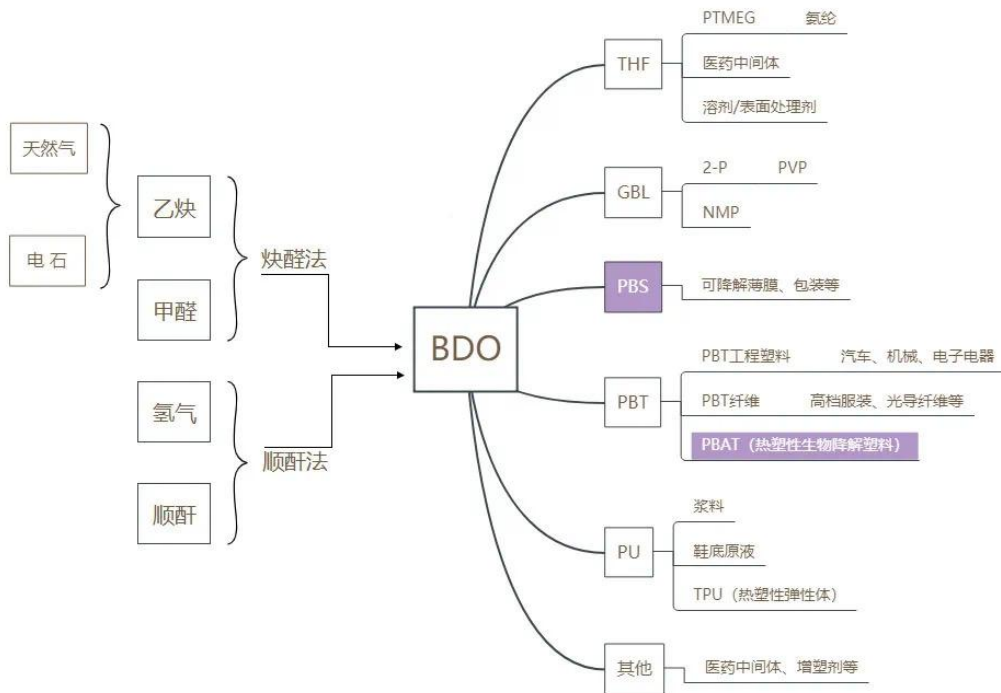 天然气
电 石
乙炔
甲醛
氢气
顺酐
炔醛法
顺酐法
BDO
THF
PTMEG 氨纶
医药中间体
溶剂/表面处理剂
GBL
2-P PVP
NMP
PBS
可降解薄膜、包装等
PBT
PBT工程塑料 汽车、机械、电子电器
PBT纤维 高档服装、光导纤维等
PBAT（热塑性生物降解塑料）
PU
浆料
鞋底原液
TPU（热塑性弹性体）
其他
医药中间体、增塑剂等